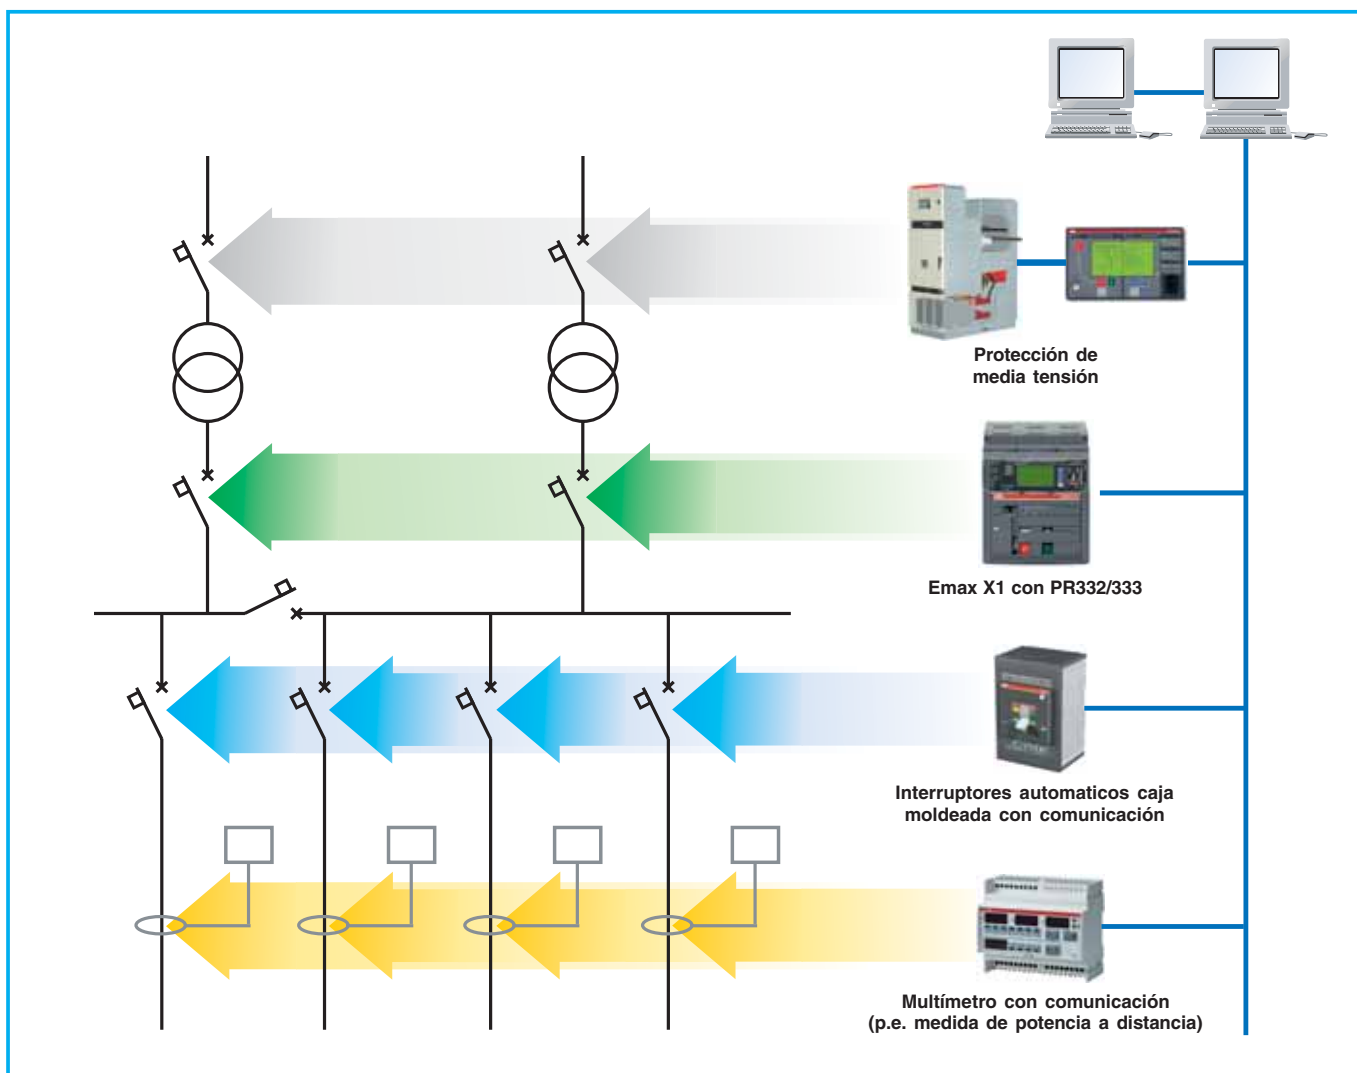 Protección de
media tensión
Emax X1 con PR332/333
Interruptores automaticos caja
moldeada con comunicación
Multímetro con comunicación
(p.e. medida de potencia a distancia)